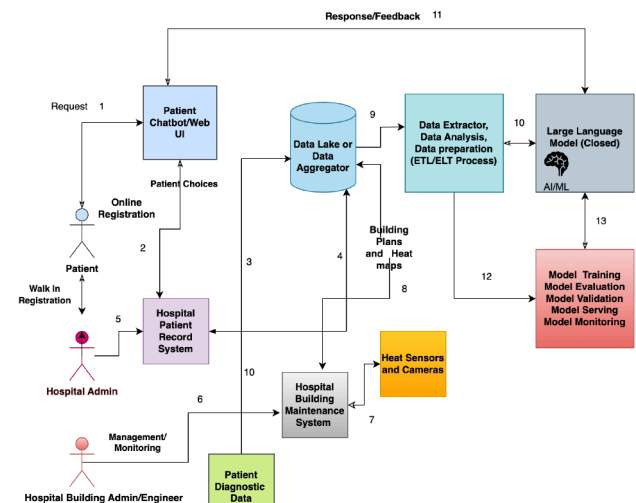 Response/Feedback 11
Request 1
Patient
Chatbot/Web
UI
Data Lake or
Data
Aggregator
9
Data Extractor,
Data Analysis,
Data preparation
(ETL/ELT Process)
10
Large Language
Model (Closed)
AI/ML
Patient Choices
Online
Registration
2
3
4
Building
Plans
and Heat
maps
8
12
13
Patient
Walk In
Registration
5
Hospital
Patient
Record
System
Model Training
Model Evaluation
Model Validation
Model Serving
Model Monitoring
Heat Sensors
and Cameras
Hospital Admin
10
6
Hospital
Building
Maintenance
System
7
Management/
Monitoring
Patient
Diagnostic
Data
Hospital Building Admin/Engineer